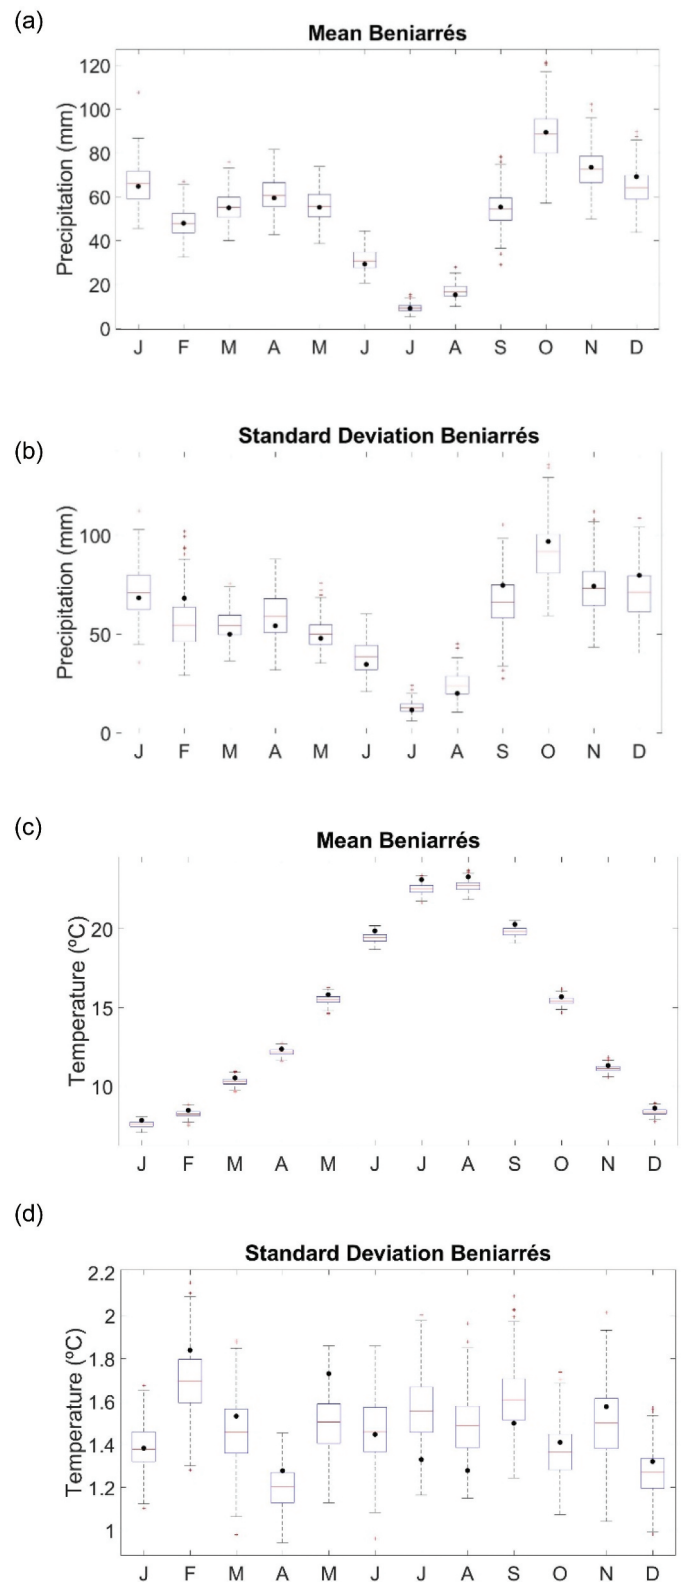 (a)
Mean Beniarrés
Precipitation (mm)
120
100
80
60
40
20
0
J F M A M J J A S O N D
(b)
Standard Deviation Beniarrés
Precipitation (mm)
100
50
0
J F M A M J J A S O N D
(c)
Mean Beniarrés
Temperature (ºC)
20
15
10
J F M A M J J A S O N D
(d)
Standard Deviation Beniarrés
Temperature (ºC)
2.2
2
1.8
1.6
1.4
1.2
1
J F M A M J J A S O N D